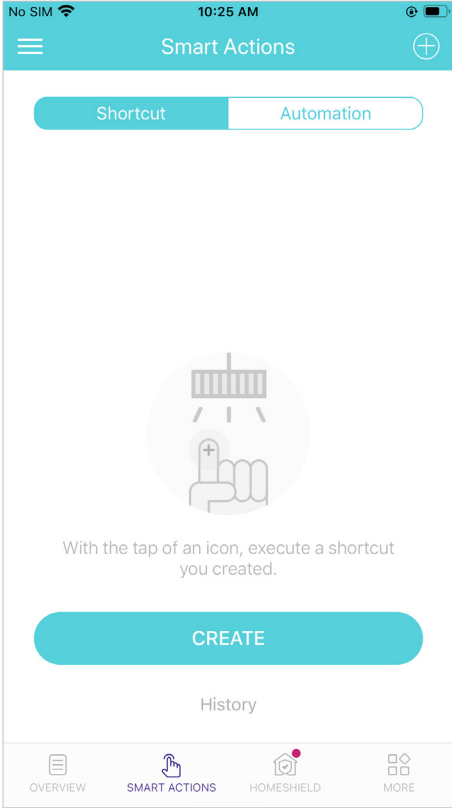 No SIM 10:25 AM
Smart Actions
Shortcut Automation
With the tap of an icon, execute a shortcut
you created.
CREATE
History
OVERVIEW SMART ACTIONS HOMESHIELD MORE